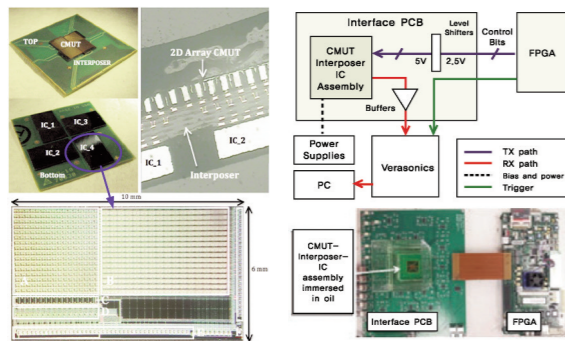 TOP
CMUT
INTERPOSER
IC_1
IC_3
IC_2
IC_4
Bottom
2D Array CMUT
IC_1
IC_2
Interposer
10 mm
6 mm
A
B
C
Interface PCB
Level
Shifters
Control
Bits
CMUT
Interposer
IC
Assembly
5V
2,5V
FPGA
Buffers
Power
Supplies
Verasonics
PC
TX path
RX path
Bias and power
Trigger
CMUT–
Interposer–
IC
assembly
immersed
in oil
Interface PCB
FPGA